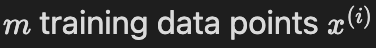 m training data points x^{(i)}